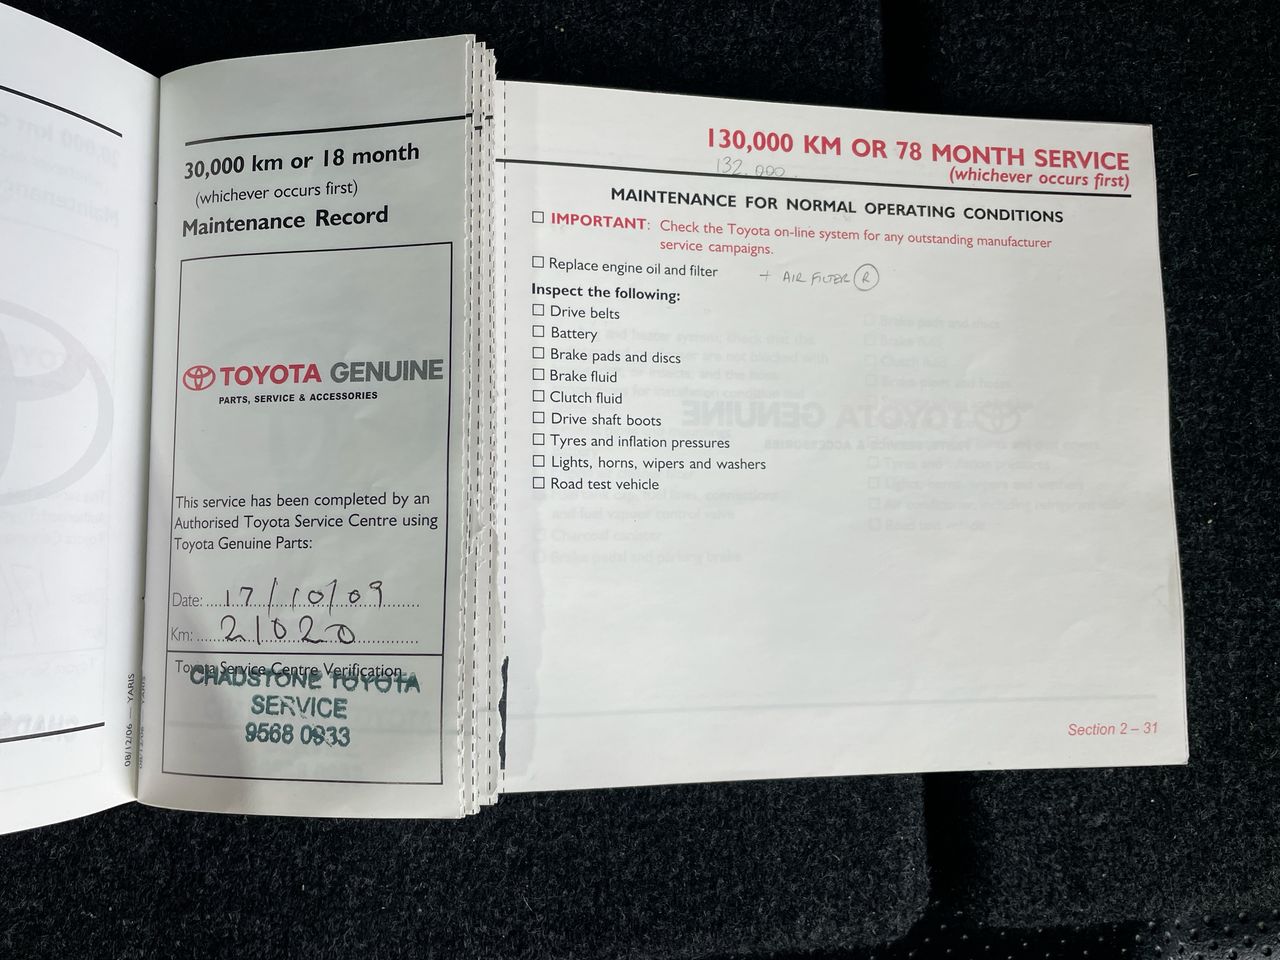 30,000 km or 18 month
(whichever occurs first)
Maintenance Record
TOYOTA GENUINE
PARTS, SERVICE & ACCESSORIES
This service has been completed by an
Authorised Toyota Service Centre using
Toyota Genuine Parts:
Date: 17/10/09
Km: 21020
Toyota Service Centre Verification
CHADSTONE TOYOTA
SERVICE
9568 0933
08/12/06 — YARIS
130,000 KM OR 78 MONTH SERVICE
132,000
(whichever occurs first)
MAINTENANCE FOR NORMAL OPERATING CONDITIONS
IMPORTANT: Check the Toyota on-line system for any outstanding manufacturer
service campaigns.
Replace engine oil and filter + AIR FILTER R
Inspect the following:
Drive belts
Battery
Brake pads and discs
Brake fluid
Clutch fluid
Drive shaft boots
Tyres and inflation pressures
Lights, horns, wipers and washers
Road test vehicle
Section 2 – 31